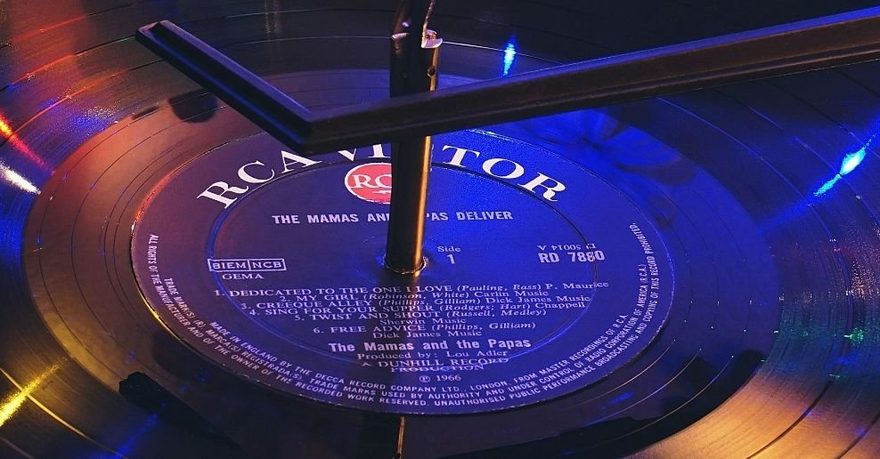 RCA VICTOR
RCA
THE MAMAS AND PAPAS DELIVER
Side
1
A
RD 7880
BIEM NCB
GEMA
1. DEDICATED TO THE ONE I LOVE (Pauling, Bass) P. Maurice
2. MY GIRL (Robinson, White) Carlin Music
3. CREEQUE ALLEY (Phillips, Gilliam) Dick James Music
4. SING FOR YOUR SUPPER (Rodgers: Hart) Chappell
5. TWIST AND SHOUT (Russell, Medley)
Sherwin Music
6. FREE ADVICE (Phillips, Gilliam)
Dick James Music
The Mamas and the Papas
Produced by: Lou Adler
A DUNHILL RECORD
PRODUCTION
℗ 1966
ALL RIGHTS OF THE MANUFACTURER AND OF THE OWNER OF THE RECORDED WORK RESERVED. UNAUTHORISED PUBLIC PERFORMANCE BROADCASTING AND COPYING OF THIS RECORD PROHIBITED.
TRADE MARK(S) (R), MARCA(S) REGISTRADA(S) TRADE MARKS USED BY AUTHORITY AND UNDER CONTROL OF RADIO CORPORATION OF AMERICA (R.C.A.)
MADE IN ENGLAND BY THE DECCA RECORD COMPANY LTD., LONDON, FROM MASTER RECORDINGS OF R.C.A.